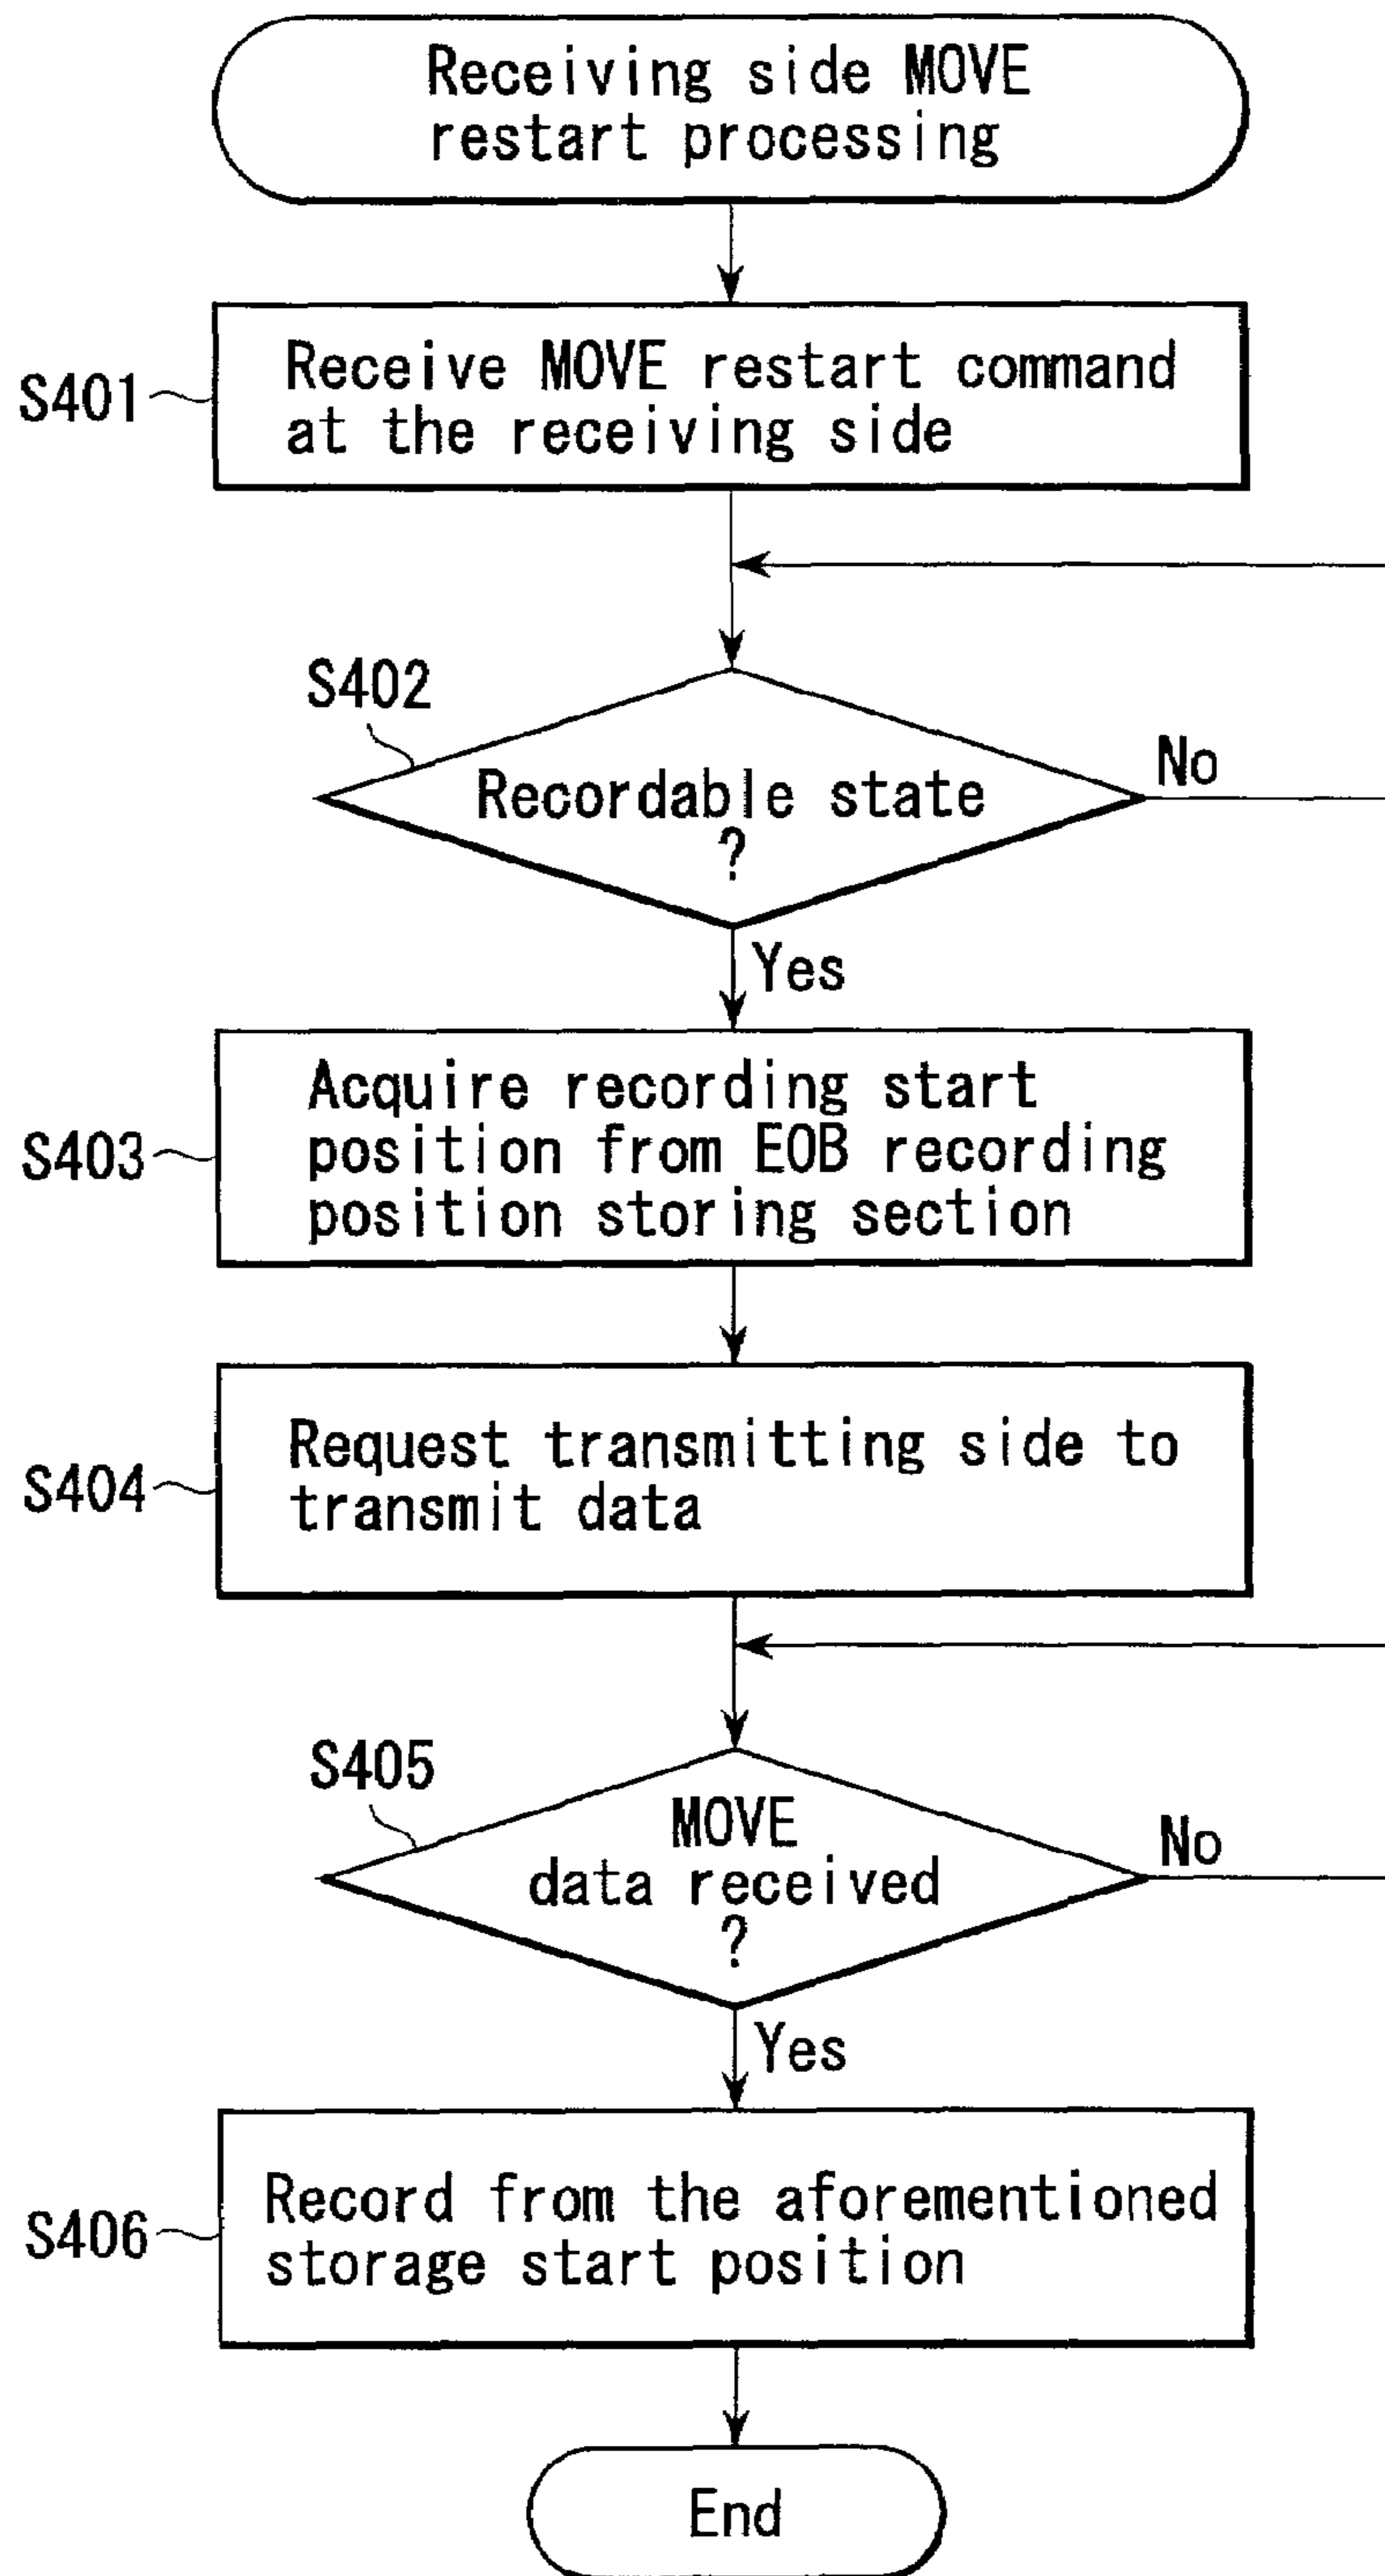 Receiving side MOVE
restart processing
S401
Receive MOVE restart command
at the receiving side
S402
Recordable state
?
No
Yes
S403
Acquire recording start
position from EOB recording
position storing section
S404
Request transmitting side to
transmit data
S405
MOVE
data received
?
No
Yes
S406
Record from the aforementioned
storage start position
End